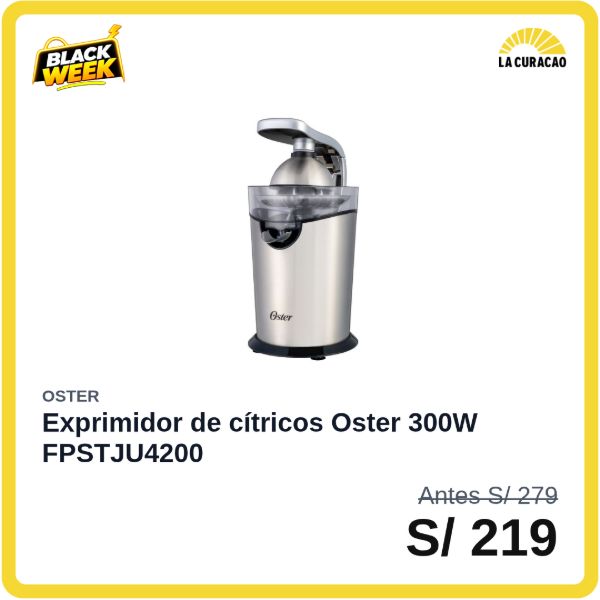 BLACK
WEEK
LA CURACAO
Oster
OSTER
Exprimidor de cítricos Oster 300W
FPSTJU4200
Antes S/ 279
S/ 219